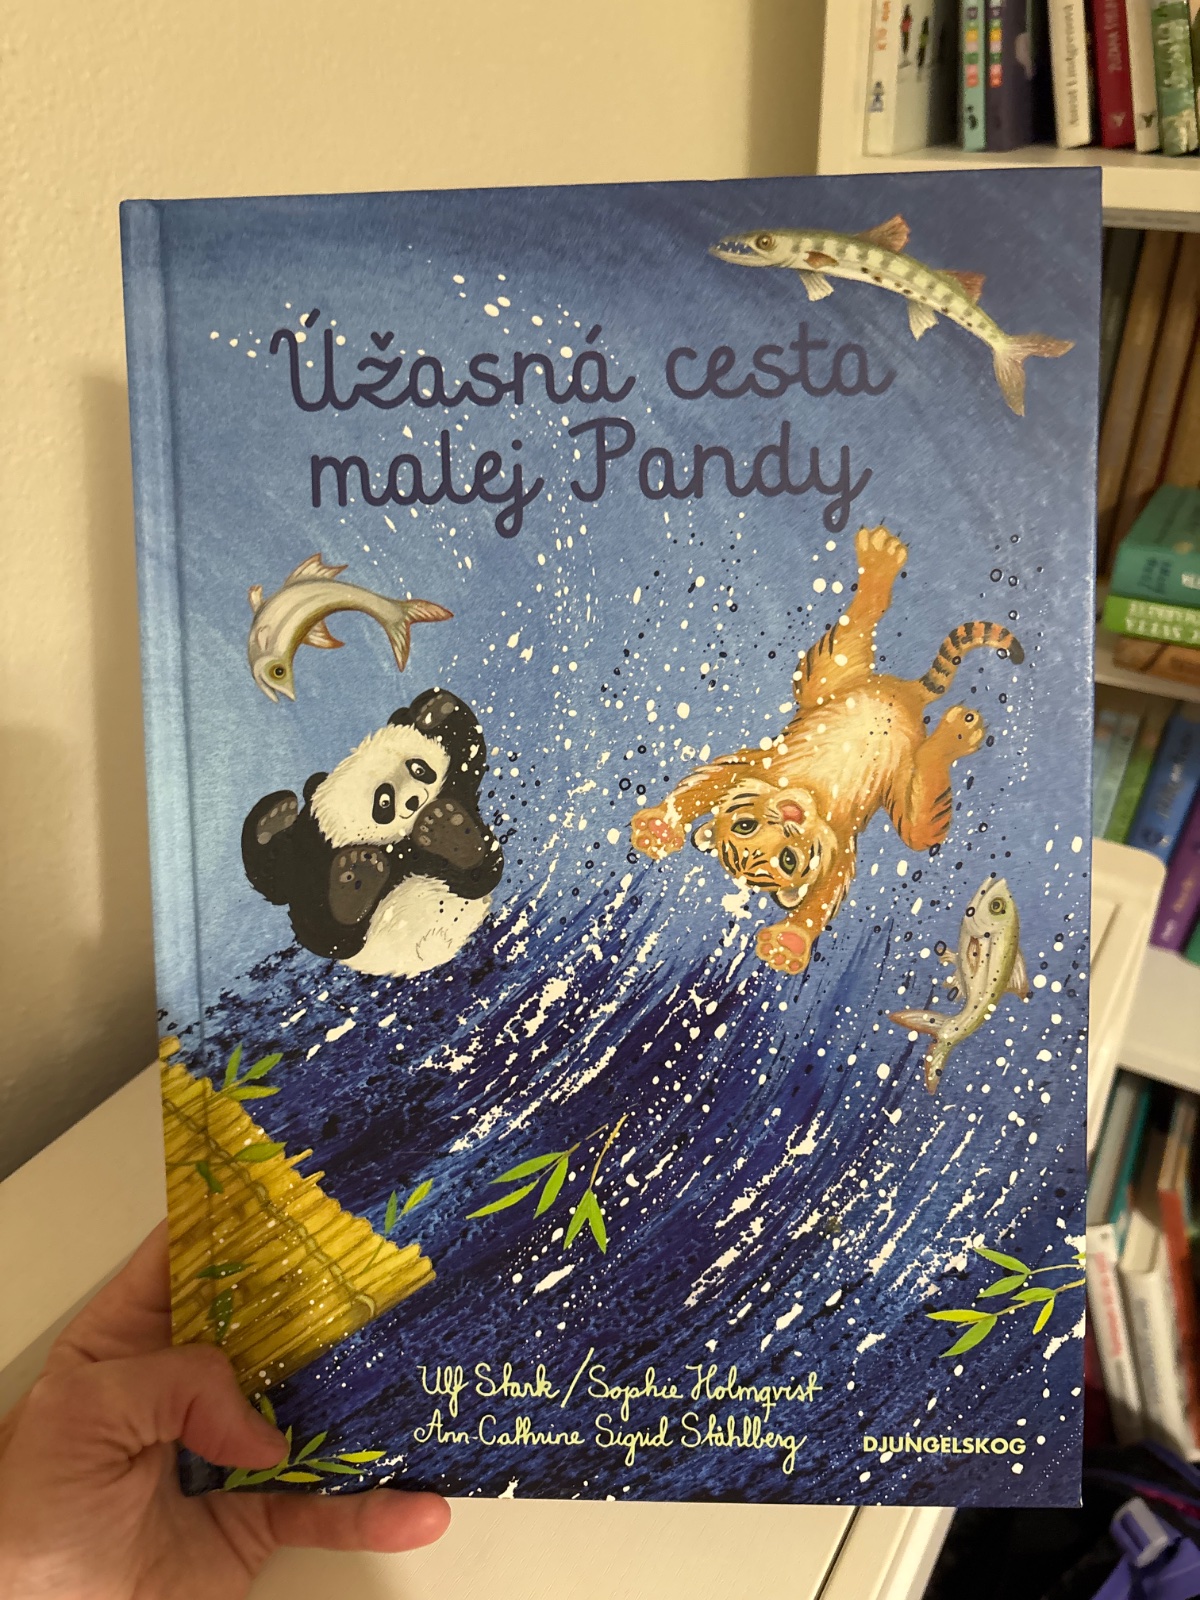 Úžasná cesta
malej Pandy
Ulf Stark / Sophie Holmqvist
Ann-Cathrine Sigrid Ståhlberg
DJUNGELSKOG